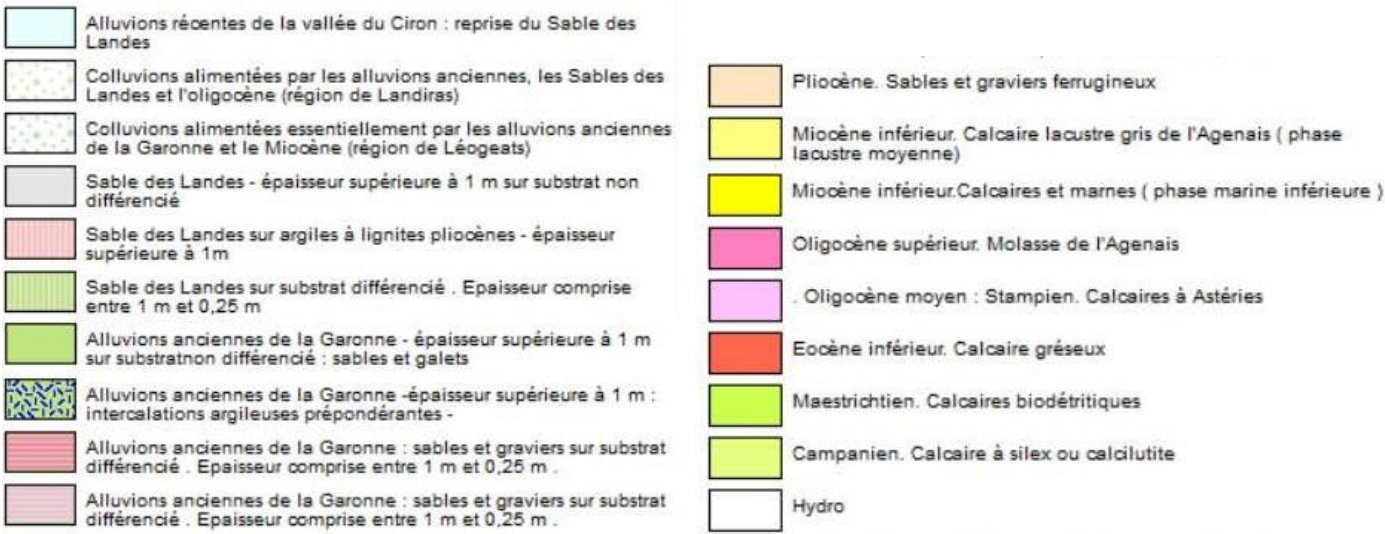 Alluvions récentes de la vallée du Ciron : reprise du Sable des
Landes
Colluvions alimentées par les alluvions anciennes, les Sables des
Landes et l'oligocène (région de Landiras)
Colluvions alimentées essentiellement par les alluvions anciennes
de la Garonne et le Miocène (région de Léogeats)
Sable des Landes - épaisseur supérieure à 1 m sur substrat non
différencié
Sable des Landes sur argiles à lignites pliocènes - épaisseur
supérieure à 1m
Sable des Landes sur substrat différencié . Epaisseur comprise
entre 1 m et 0,25 m
Alluvions anciennes de la Garonne - épaisseur supérieure à 1 m
sur substratnon différencié : sables et galets
Alluvions anciennes de la Garonne -épaisseur supérieure à 1 m :
intercalations argileuses prépondérantes -
Alluvions anciennes de la Garonne : sables et graviers sur substrat
différencié . Epaisseur comprise entre 1 m et 0,25 m .
Alluvions anciennes de la Garonne : sables et graviers sur substrat
différencié . Epaisseur comprise entre 1 m et 0,25 m .
Pliocène. Sables et graviers ferrugineux
Miocène inférieur. Calcaire lacustre gris de l'Agenais ( phase
lacustre moyenne)
Miocène inférieur.Calcaires et marnes ( phase marine inférieure )
Oligocène supérieur. Molasse de l'Agenais
. Oligocène moyen : Stampien. Calcaires à Astéries
Eocène inférieur. Calcaire gréseux
Maestrichtien. Calcaires biodétritiques
Campanien. Calcaire à silex ou calcilutite
Hydro